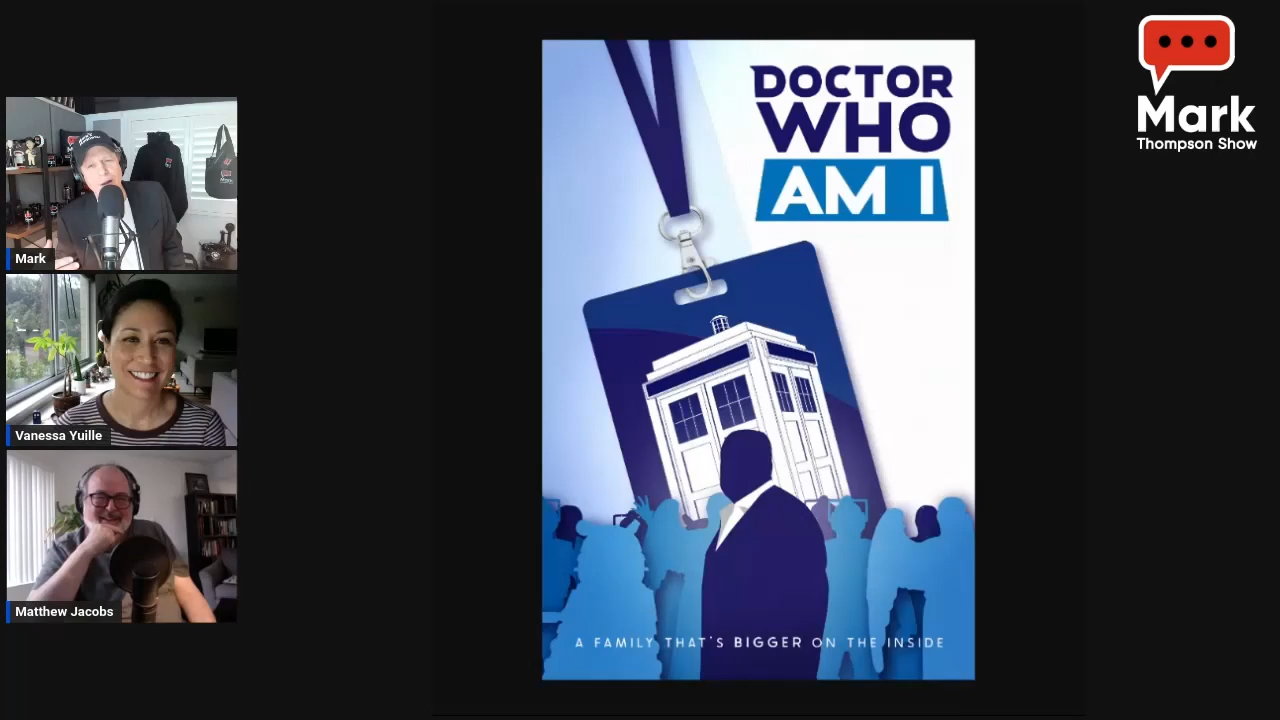 Mark
Thompson Show
DOCTOR
WHO
AM I
A FAMILY THAT'S BIGGER ON THE INSIDE
Mark
Vanessa Yuille
Matthew Jacobs